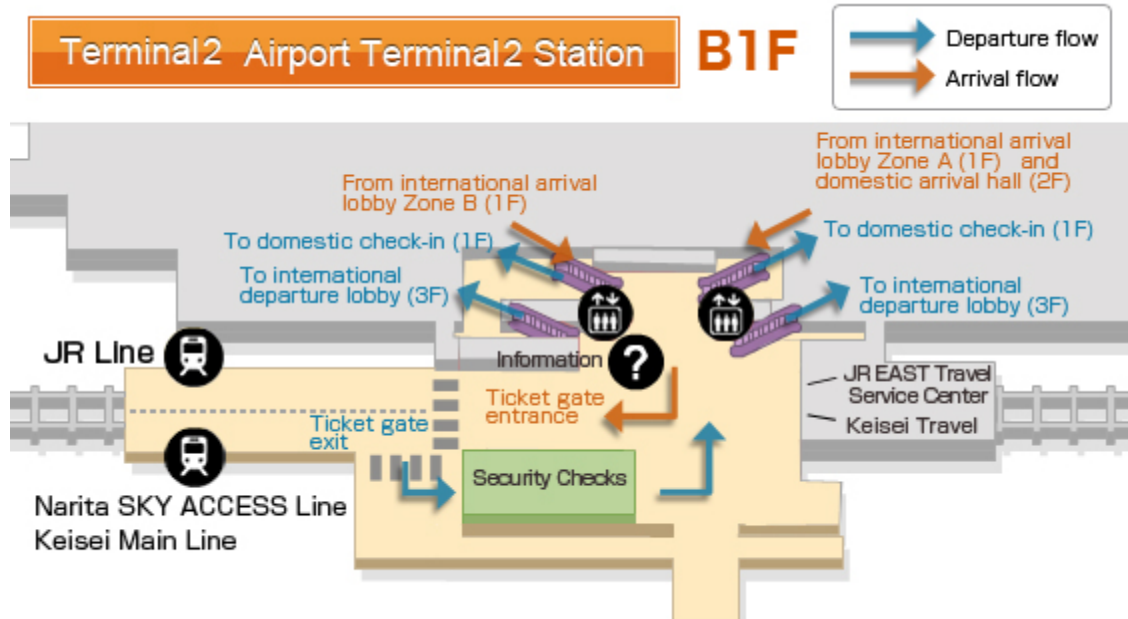 Terminal2 Airport Terminal2 Station
B1F
Departure flow
Arrival flow
From international arrival
lobby Zone A (1F) and
domestic arrival hall (2F)
From international arrival
lobby Zone B (1F)
To domestic check-in (1F)
To domestic check-in (1F)
To international
departure lobby (3F)
To international
departure lobby (3F)
JR Line
Information
?
JR EAST Travel
Service Center
Keisei Travel
Ticket gate
entrance
Ticket gate
exit
Security Checks
Narita SKY ACCESS Line
Keisei Main Line